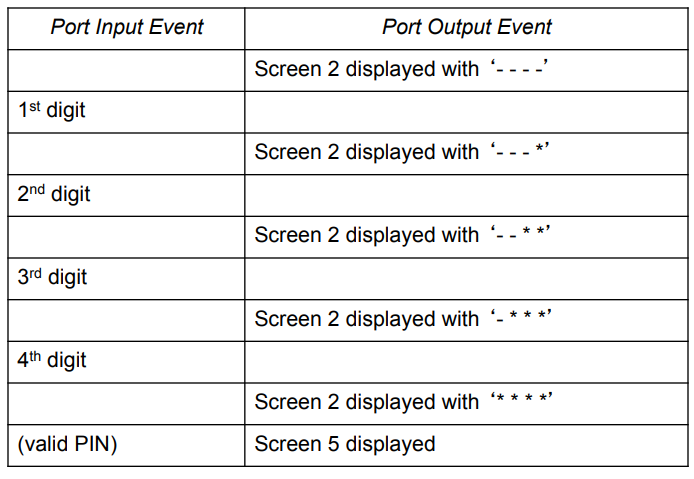 Port Input Event Port Output Event
Screen 2 displayed with ‘- - - -’
1st digit
Screen 2 displayed with ‘- - - *’
2nd digit
Screen 2 displayed with ‘- - * *’
3rd digit
Screen 2 displayed with ‘- * * *’
4th digit
Screen 2 displayed with ‘* * * *’
(valid PIN) Screen 5 displayed